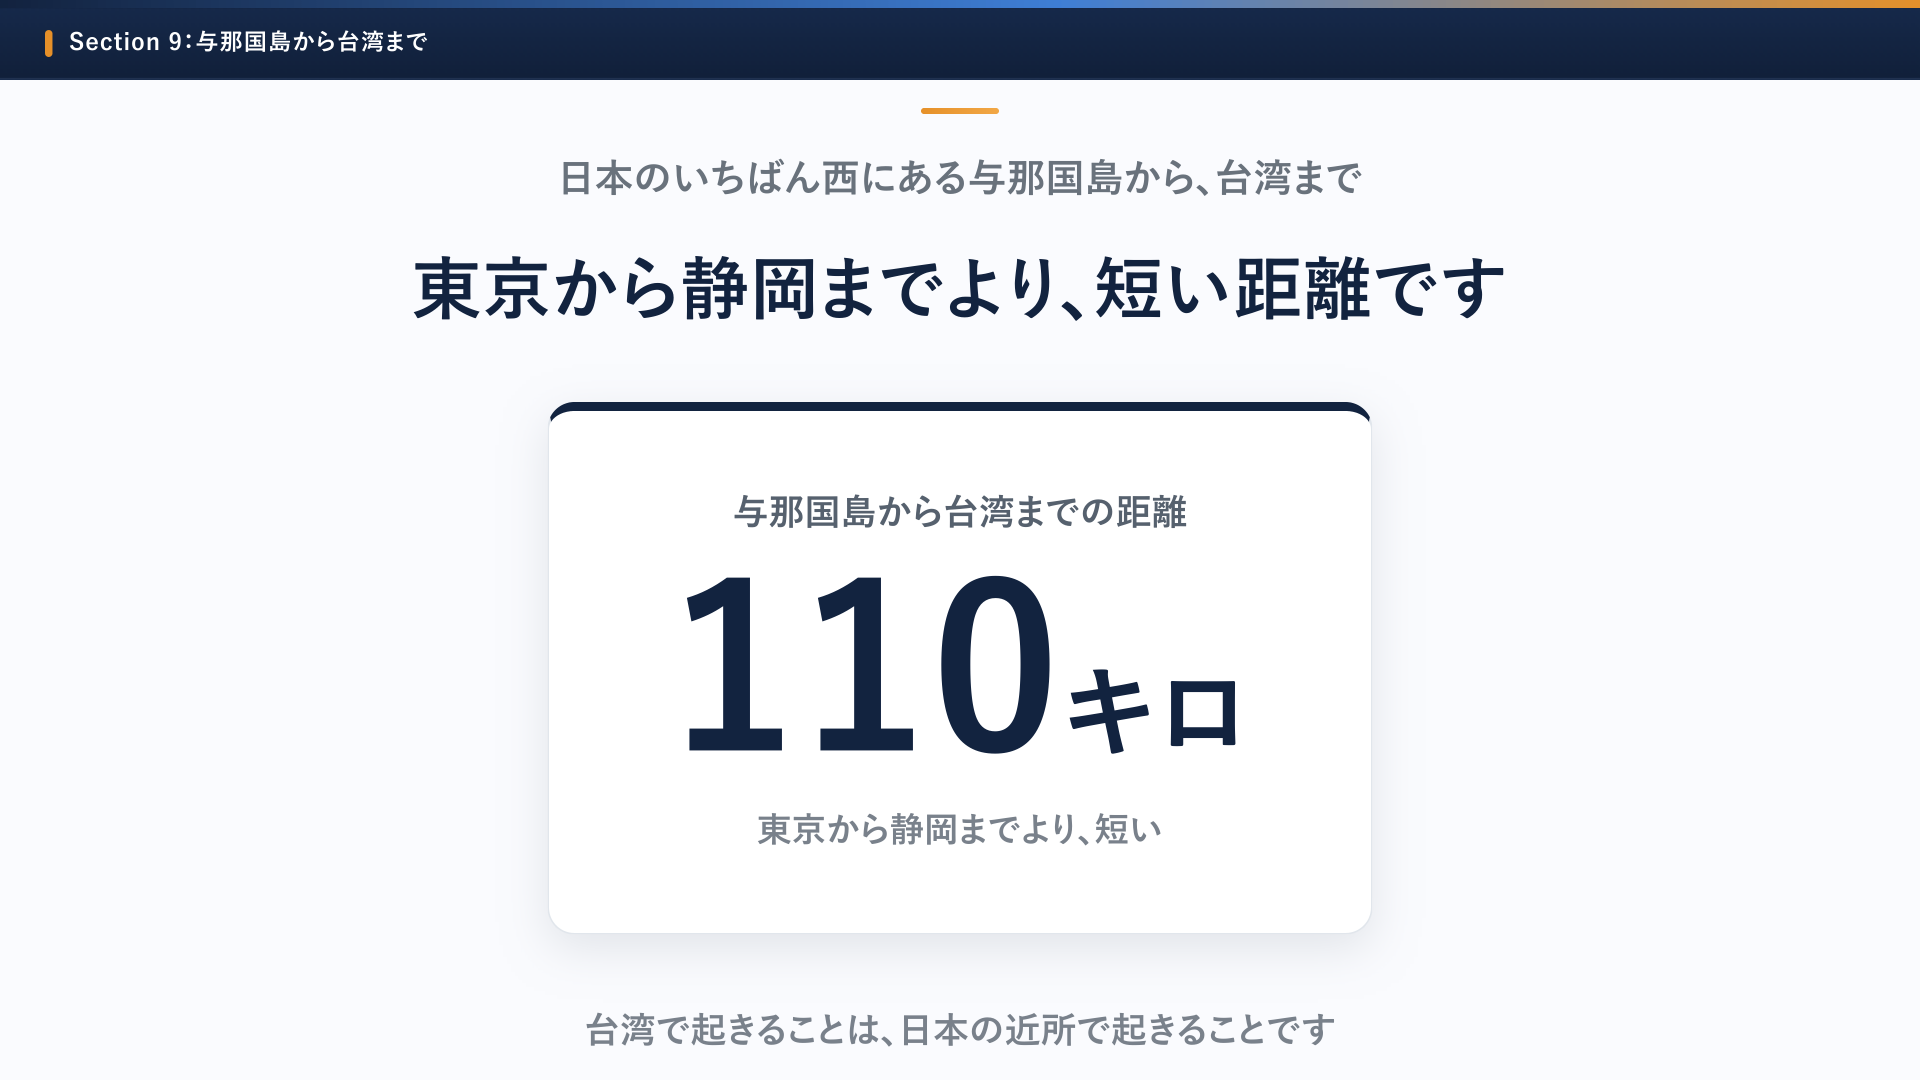 Section 9：与那国島から台湾まで
日本のいちばん西にある与那国島から、台湾まで
東京から静岡までより、短い距離です
与那国島から台湾までの距離
110キロ
東京から静岡までより、短い
台湾で起きることは、日本の近所で起きることです